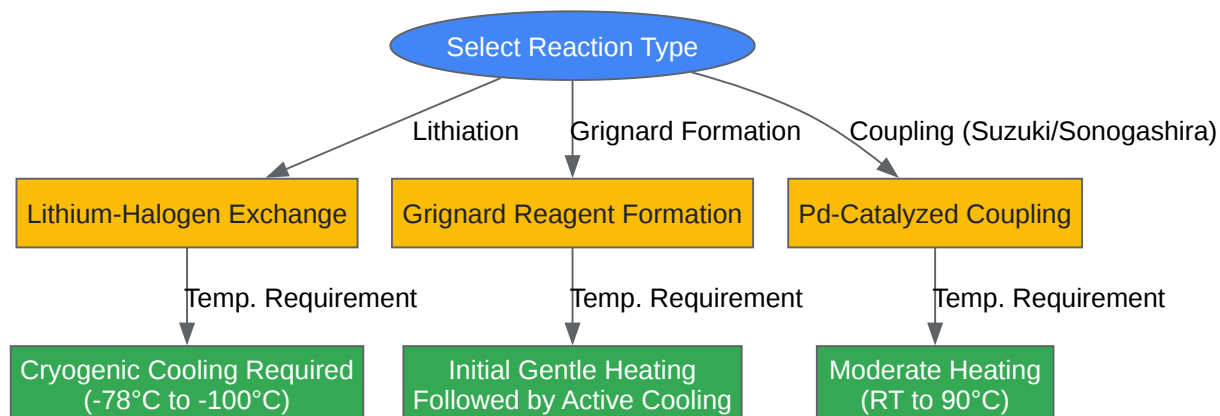 Select Reaction Type
Lithiation
Grignard Formation
Coupling (Suzuki/Sonogashira)
Lithium-Halogen Exchange
Grignard Reagent Formation
Pd-Catalyzed Coupling
Temp. Requirement
Temp. Requirement
Temp. Requirement
Cryogenic Cooling Required
(-78°C to -100°C)
Initial Gentle Heating
Followed by Active Cooling
Moderate Heating
(RT to 90°C)